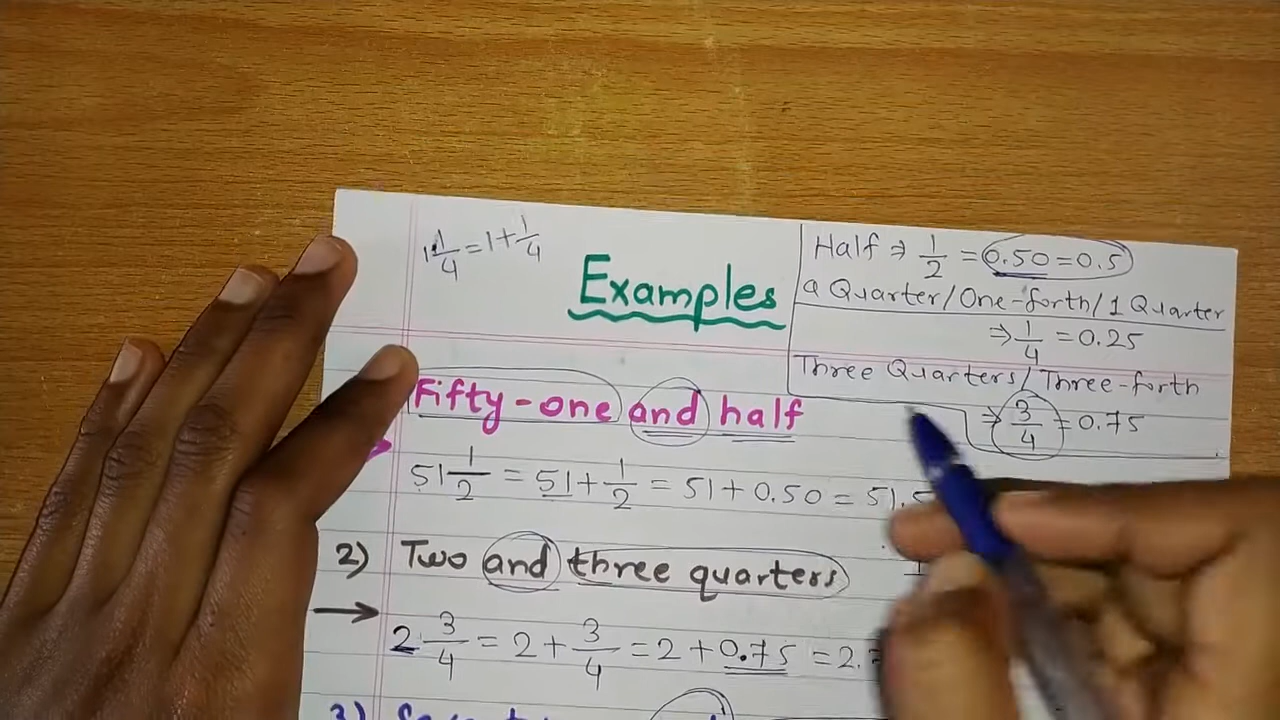 1 1/4 = 1 + 1/4
Examples
Half ⇒ 1/2 = 0.50 = 0.5
a Quarter/One-forth/1 Quarter
⇒ 1/4 = 0.25
Three Quarters/Three-forth
⇒ 3/4 = 0.75
Fifty-one and half
51 1/2 = 51 + 1/2 = 51 + 0.50 = 51.5
2) Two and three quarters
2 3/4 = 2 + 3/4 = 2 + 0.75 = 2.7
3)